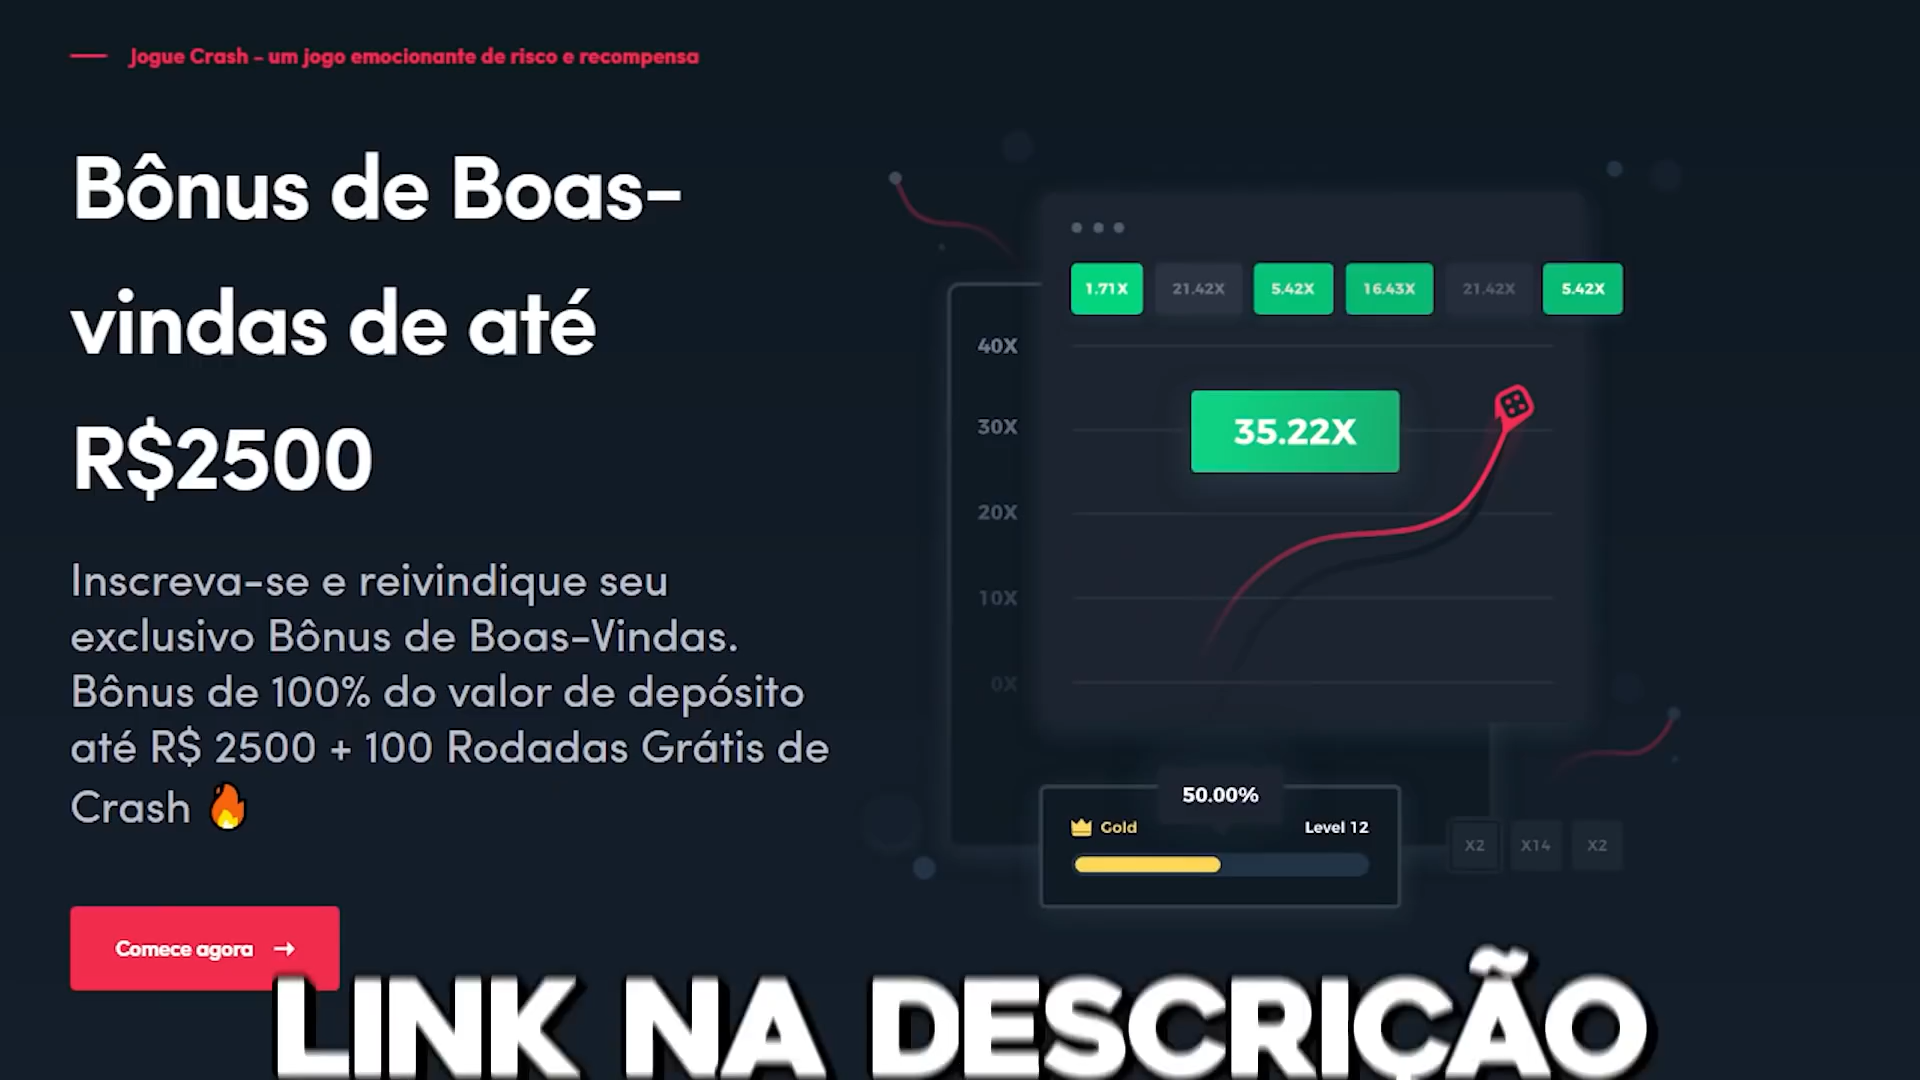 Jogue Crash - um jogo emocionante de risco e recompensa
Bônus de Boas-
vindas de até
R$2500
Inscreva-se e reivindique seu
exclusivo Bônus de Boas-Vindas.
Bônus de 100% do valor de depósito
até R$ 2500 + 100 Rodadas Grátis de
Crash 🔥
Comece agora →
1.71X 21.42X 5.42X 16.43X 21.42X 5.42X
40X
35.22X
30X
20X
10X
0X
50.00%
Gold Level 12
X2 X14 X2
LINK NA DESCRIÇÃO